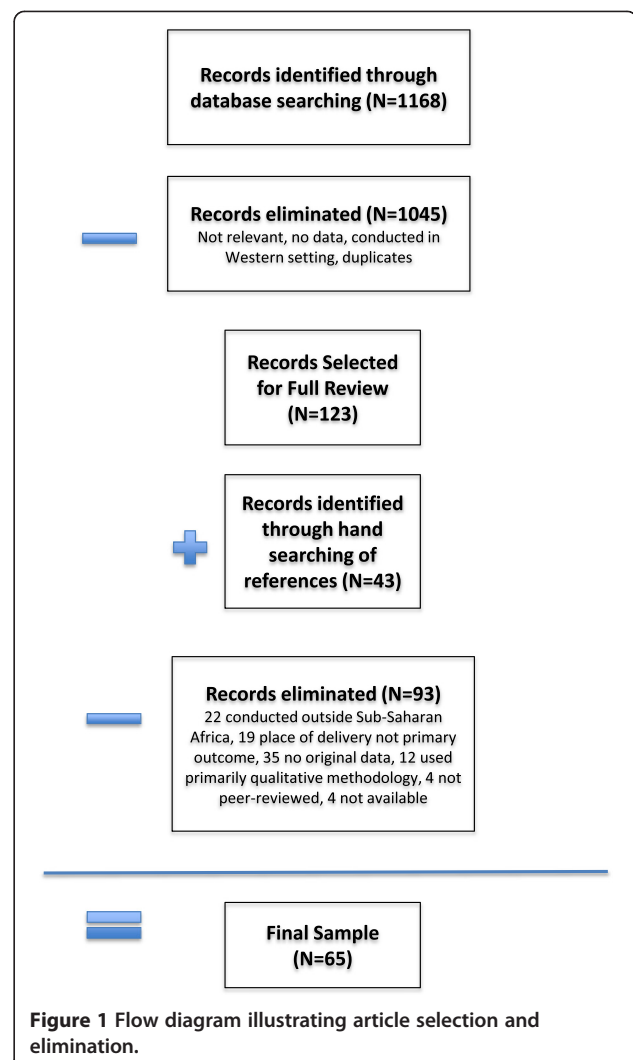 Records identified through
database searching (N=1168)
Records eliminated (N=1045)
Not relevant, no data, conducted in
Western setting, duplicates
Records Selected
for Full Review
(N=123)
Records identified
through hand
searching of
references (N=43)
Records eliminated (N=93)
22 conducted outside Sub-Saharan
Africa, 19 place of delivery not primary
outcome, 35 no original data, 12 used
primarily qualitative methodology, 4 not
peer-reviewed, 4 not available
Final Sample
(N=65)
Figure 1 Flow diagram illustrating article selection and
elimination.